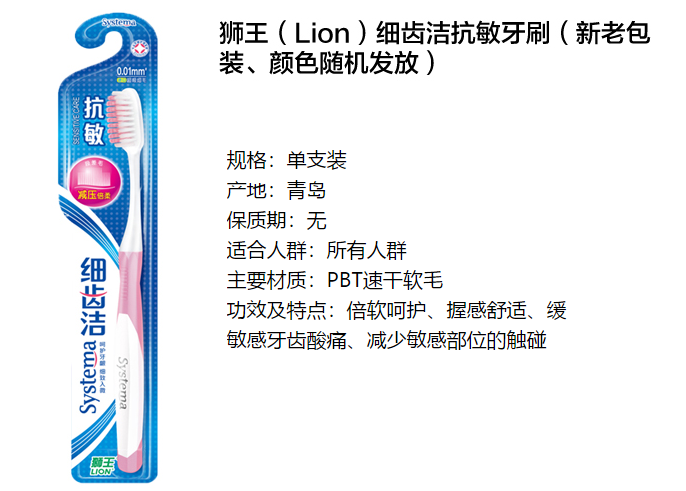 狮王（Lion）细齿洁抗敏牙刷（新老包
装、颜色随机发放）
规格：单支装
产地：青岛
保质期：无
适合人群：所有人群
主要材质：PBT速干软毛
功效及特点：倍软呵护、握感舒适、缓
敏感牙齿酸痛、减少敏感部位的触碰
Systema
0.01mm
抗敏
SENSITIVE CARE
减压倍柔
细齿洁
Systema
Systema
狮王
LION